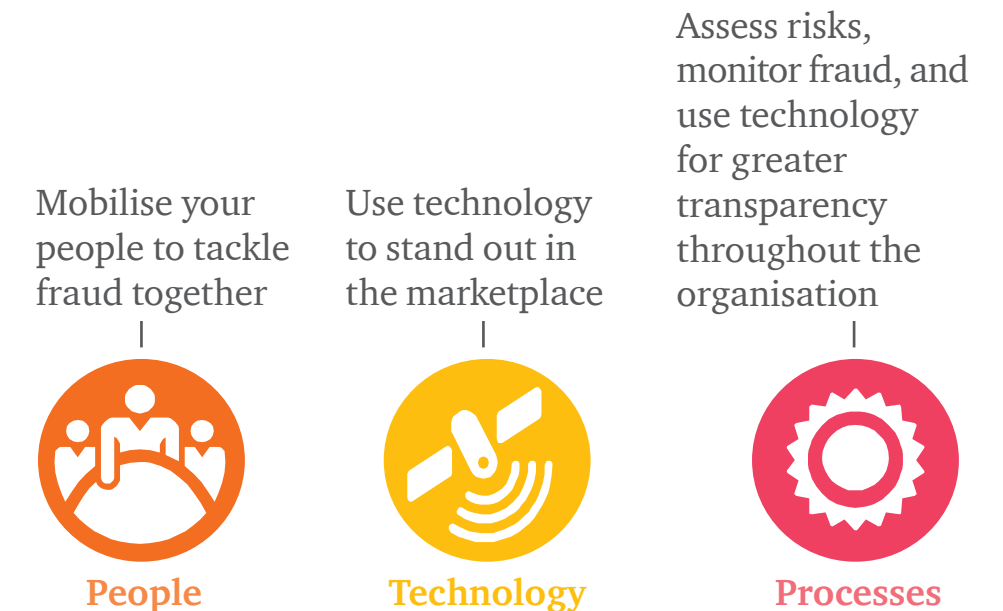 Mobilise your
people to tackle
fraud together
People
Use technology
to stand out in
the marketplace
Technology
Assess risks,
monitor fraud, and
use technology
for greater
transparency
throughout the
organisation
Processes